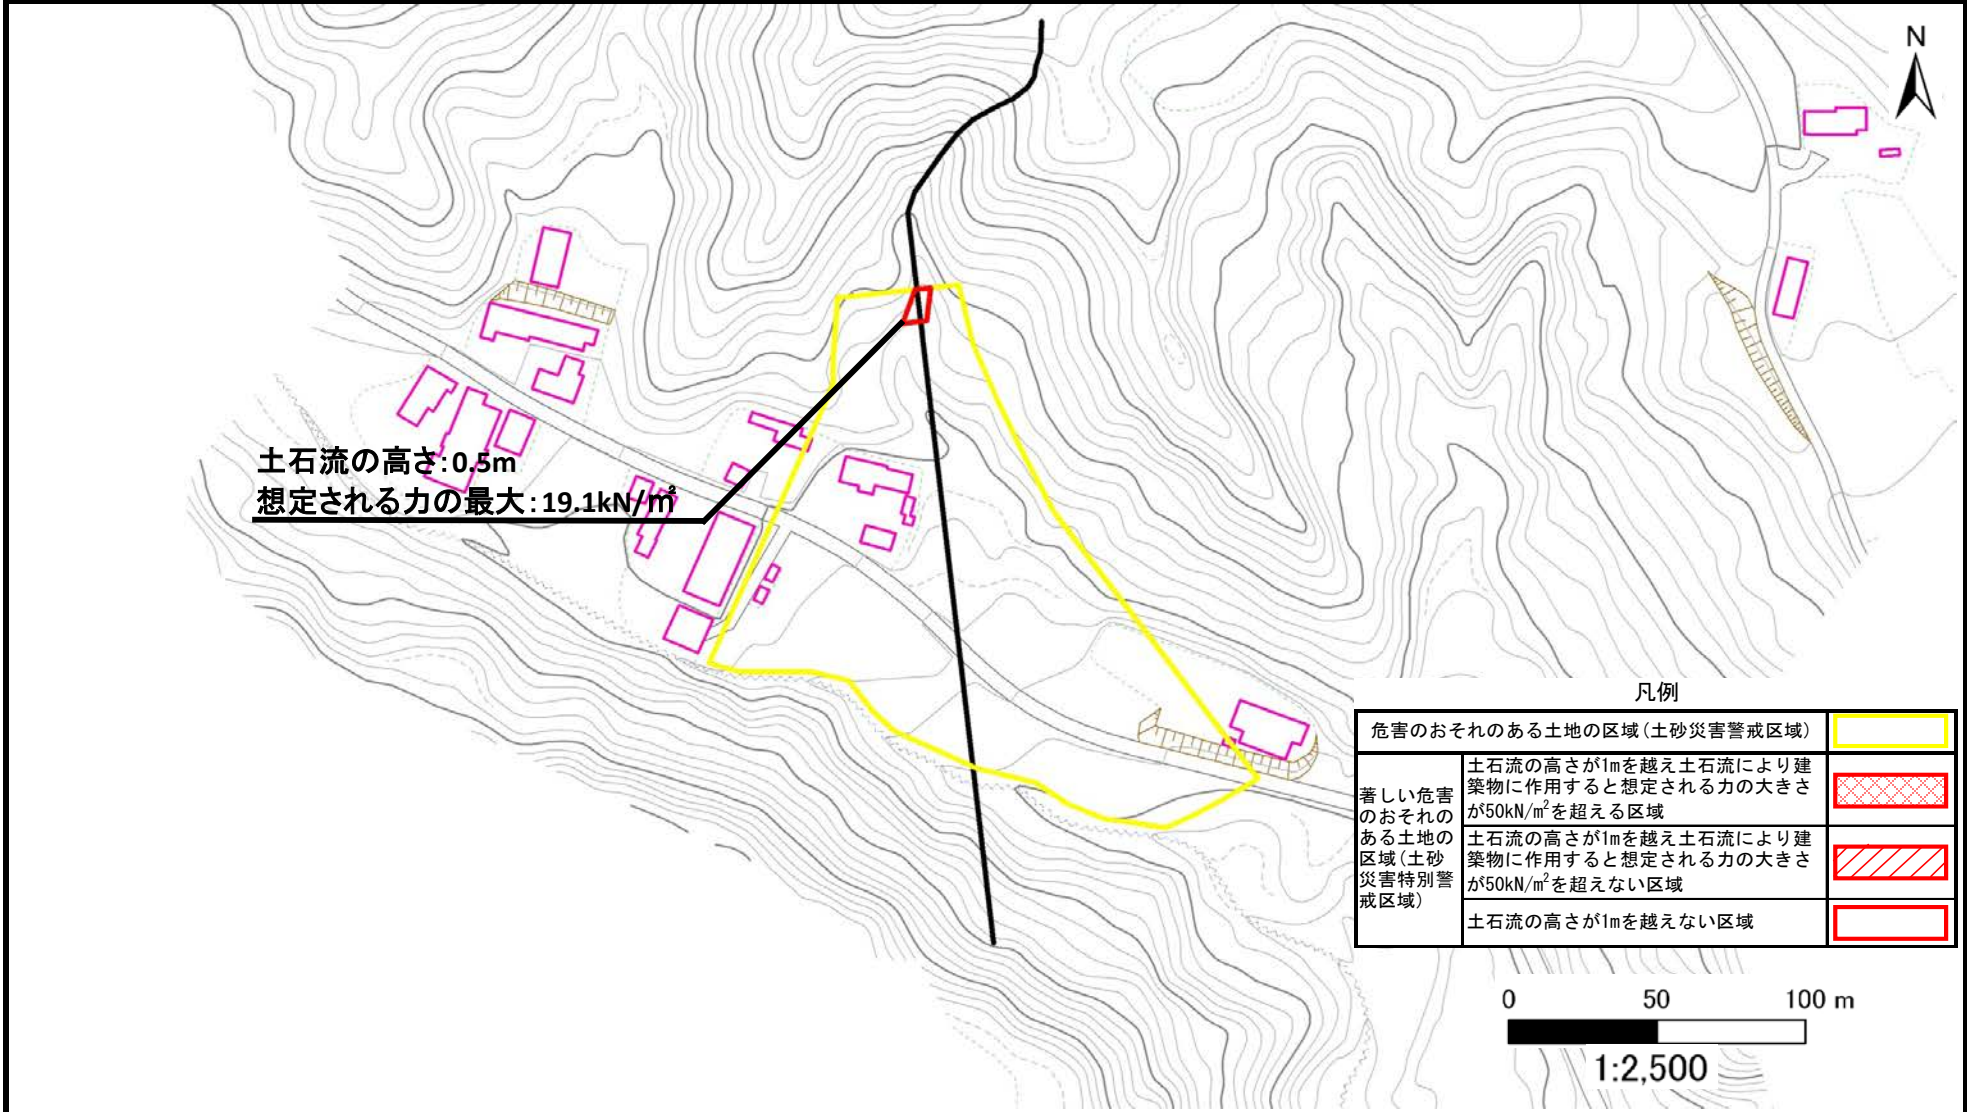 N
土石流の高さ:0.5m
想定される力の最大:19.1kN/㎡
凡例
危害のおそれのある土地の区域(土砂災害警戒区域)
著しい危害
のおそれの
ある土地の
区域(土砂
災害特別警
戒区域)
土石流の高さが1mを越え土石流により建
築物に作用すると想定される力の大きさ
が50kN/㎡を超える区域
土石流の高さが1mを越え土石流により建
築物に作用すると想定される力の大きさ
が50kN/㎡を超えない区域
土石流の高さが1mを越えない区域
0 50 100 m
1:2,500